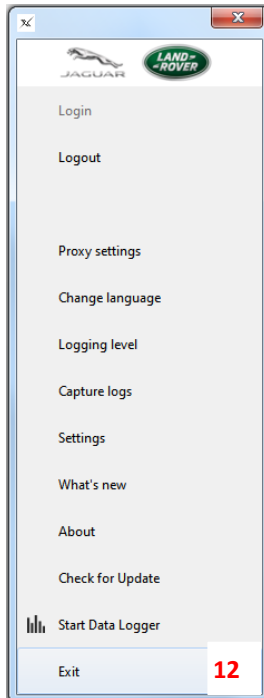 JAGUAR
LAND-
-ROVER
Login
Logout
Proxy settings
Change language
Logging level
Capture logs
Settings
What's new
About
Check for Update
Start Data Logger
Exit
12